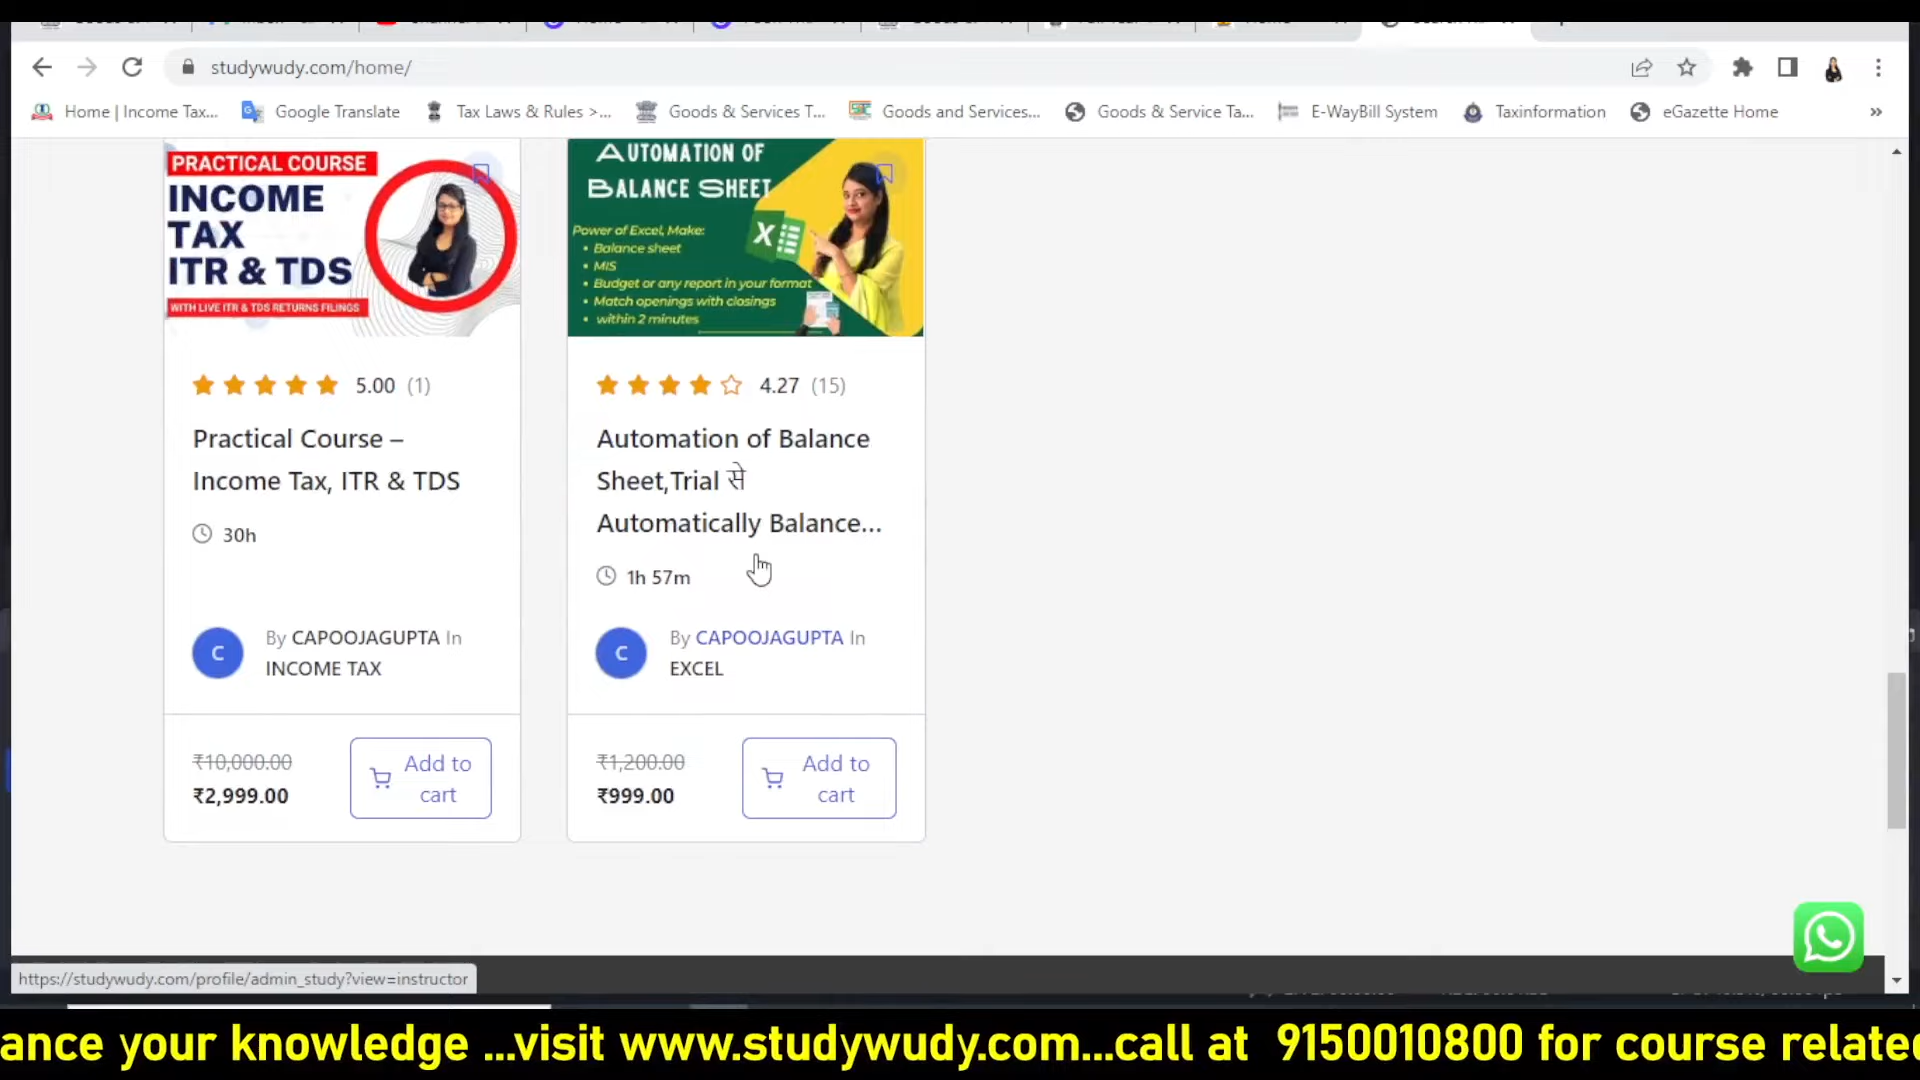 studywudy.com/home/
Home | Income Tax...
Google Translate
Tax Laws & Rules >...
Goods & Services T...
Goods and Services...
Goods & Service Ta...
E-WayBill System
Taxinformation
eGazette Home
»
PRACTICAL COURSE
INCOME
TAX
ITR & TDS
WITH LIVE ITR & TDS RETURNS FILINGS
AUTOMATION OF
BALANCE SHEET
Power of Excel, Make:
• Balance sheet
• MIS
• Budget or any report in your format
• Match openings with closings
• within 2 minutes
X
5.00 (1)
Practical Course –
Income Tax, ITR & TDS
30h
C
By CAPOOJAGUPTA In
INCOME TAX
₹10,000.00
₹2,999.00
Add to
cart
4.27 (15)
Automation of Balance
Sheet,Trial से
Automatically Balance...
1h 57m
C
By CAPOOJAGUPTA In
EXCEL
₹1,200.00
₹999.00
Add to
cart
https://studywudy.com/profile/admin_study?view=instructor
ance your knowledge ...visit www.studywudy.com...call at 9150010800 for course relate